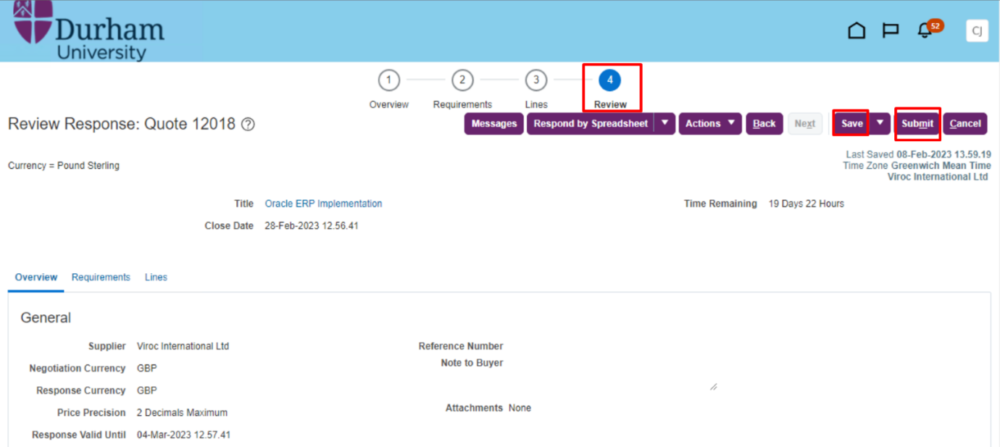 Durham
University
52
CJ
1
2
3
4
Overview
Requirements
Lines
Review
Review Response: Quote 12018 ?
Messages
Respond by Spreadsheet
Actions
Back
Next
Save
Submit
Cancel
Currency = Pound Sterling
Last Saved 08-Feb-2023 13.59.19
Time Zone Greenwich Mean Time
Viroc International Ltd
Title Oracle ERP Implementation
Time Remaining 19 Days 22 Hours
Close Date 28-Feb-2023 12.56.41
Overview Requirements Lines
General
Supplier Viroc International Ltd
Negotiation Currency GBP
Response Currency GBP
Price Precision 2 Decimals Maximum
Response Valid Until 04-Mar-2023 12.57.41
Reference Number
Note to Buyer
Attachments None